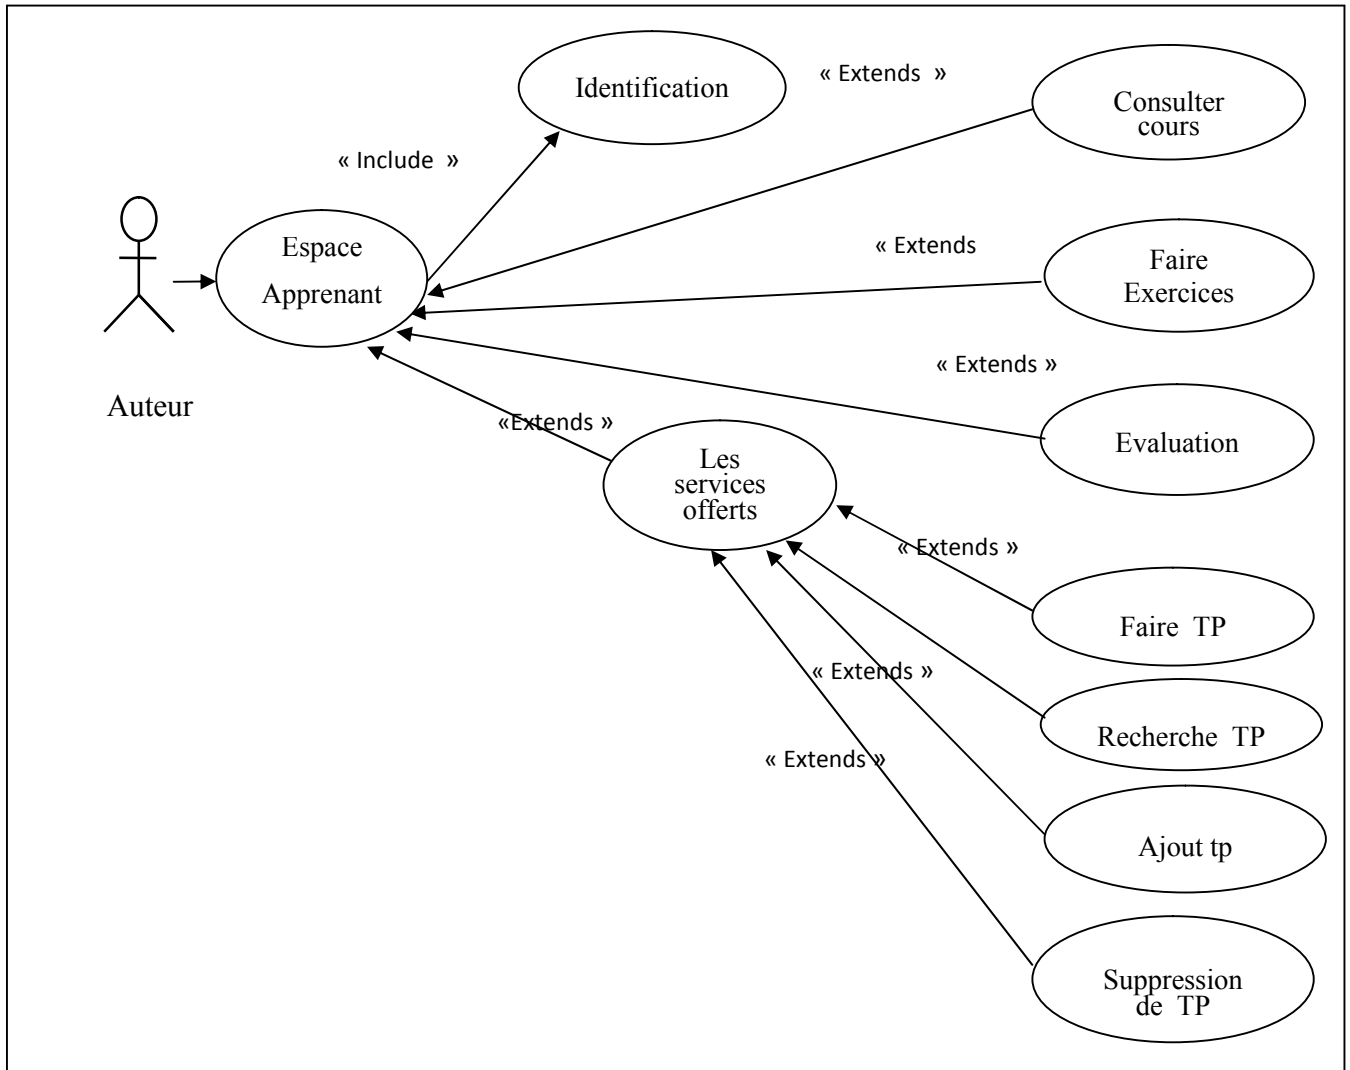 Identification
« Extends »
Consulter
cours
« Include »
Espace
Apprenant
« Extends
Faire
Exercices
Auteur
« Extends »
Evaluation
«Extends »
Les
services
offerts
« Extends »
Faire TP
« Extends »
Recherche TP
« Extends »
Ajout tp
Suppression
de TP